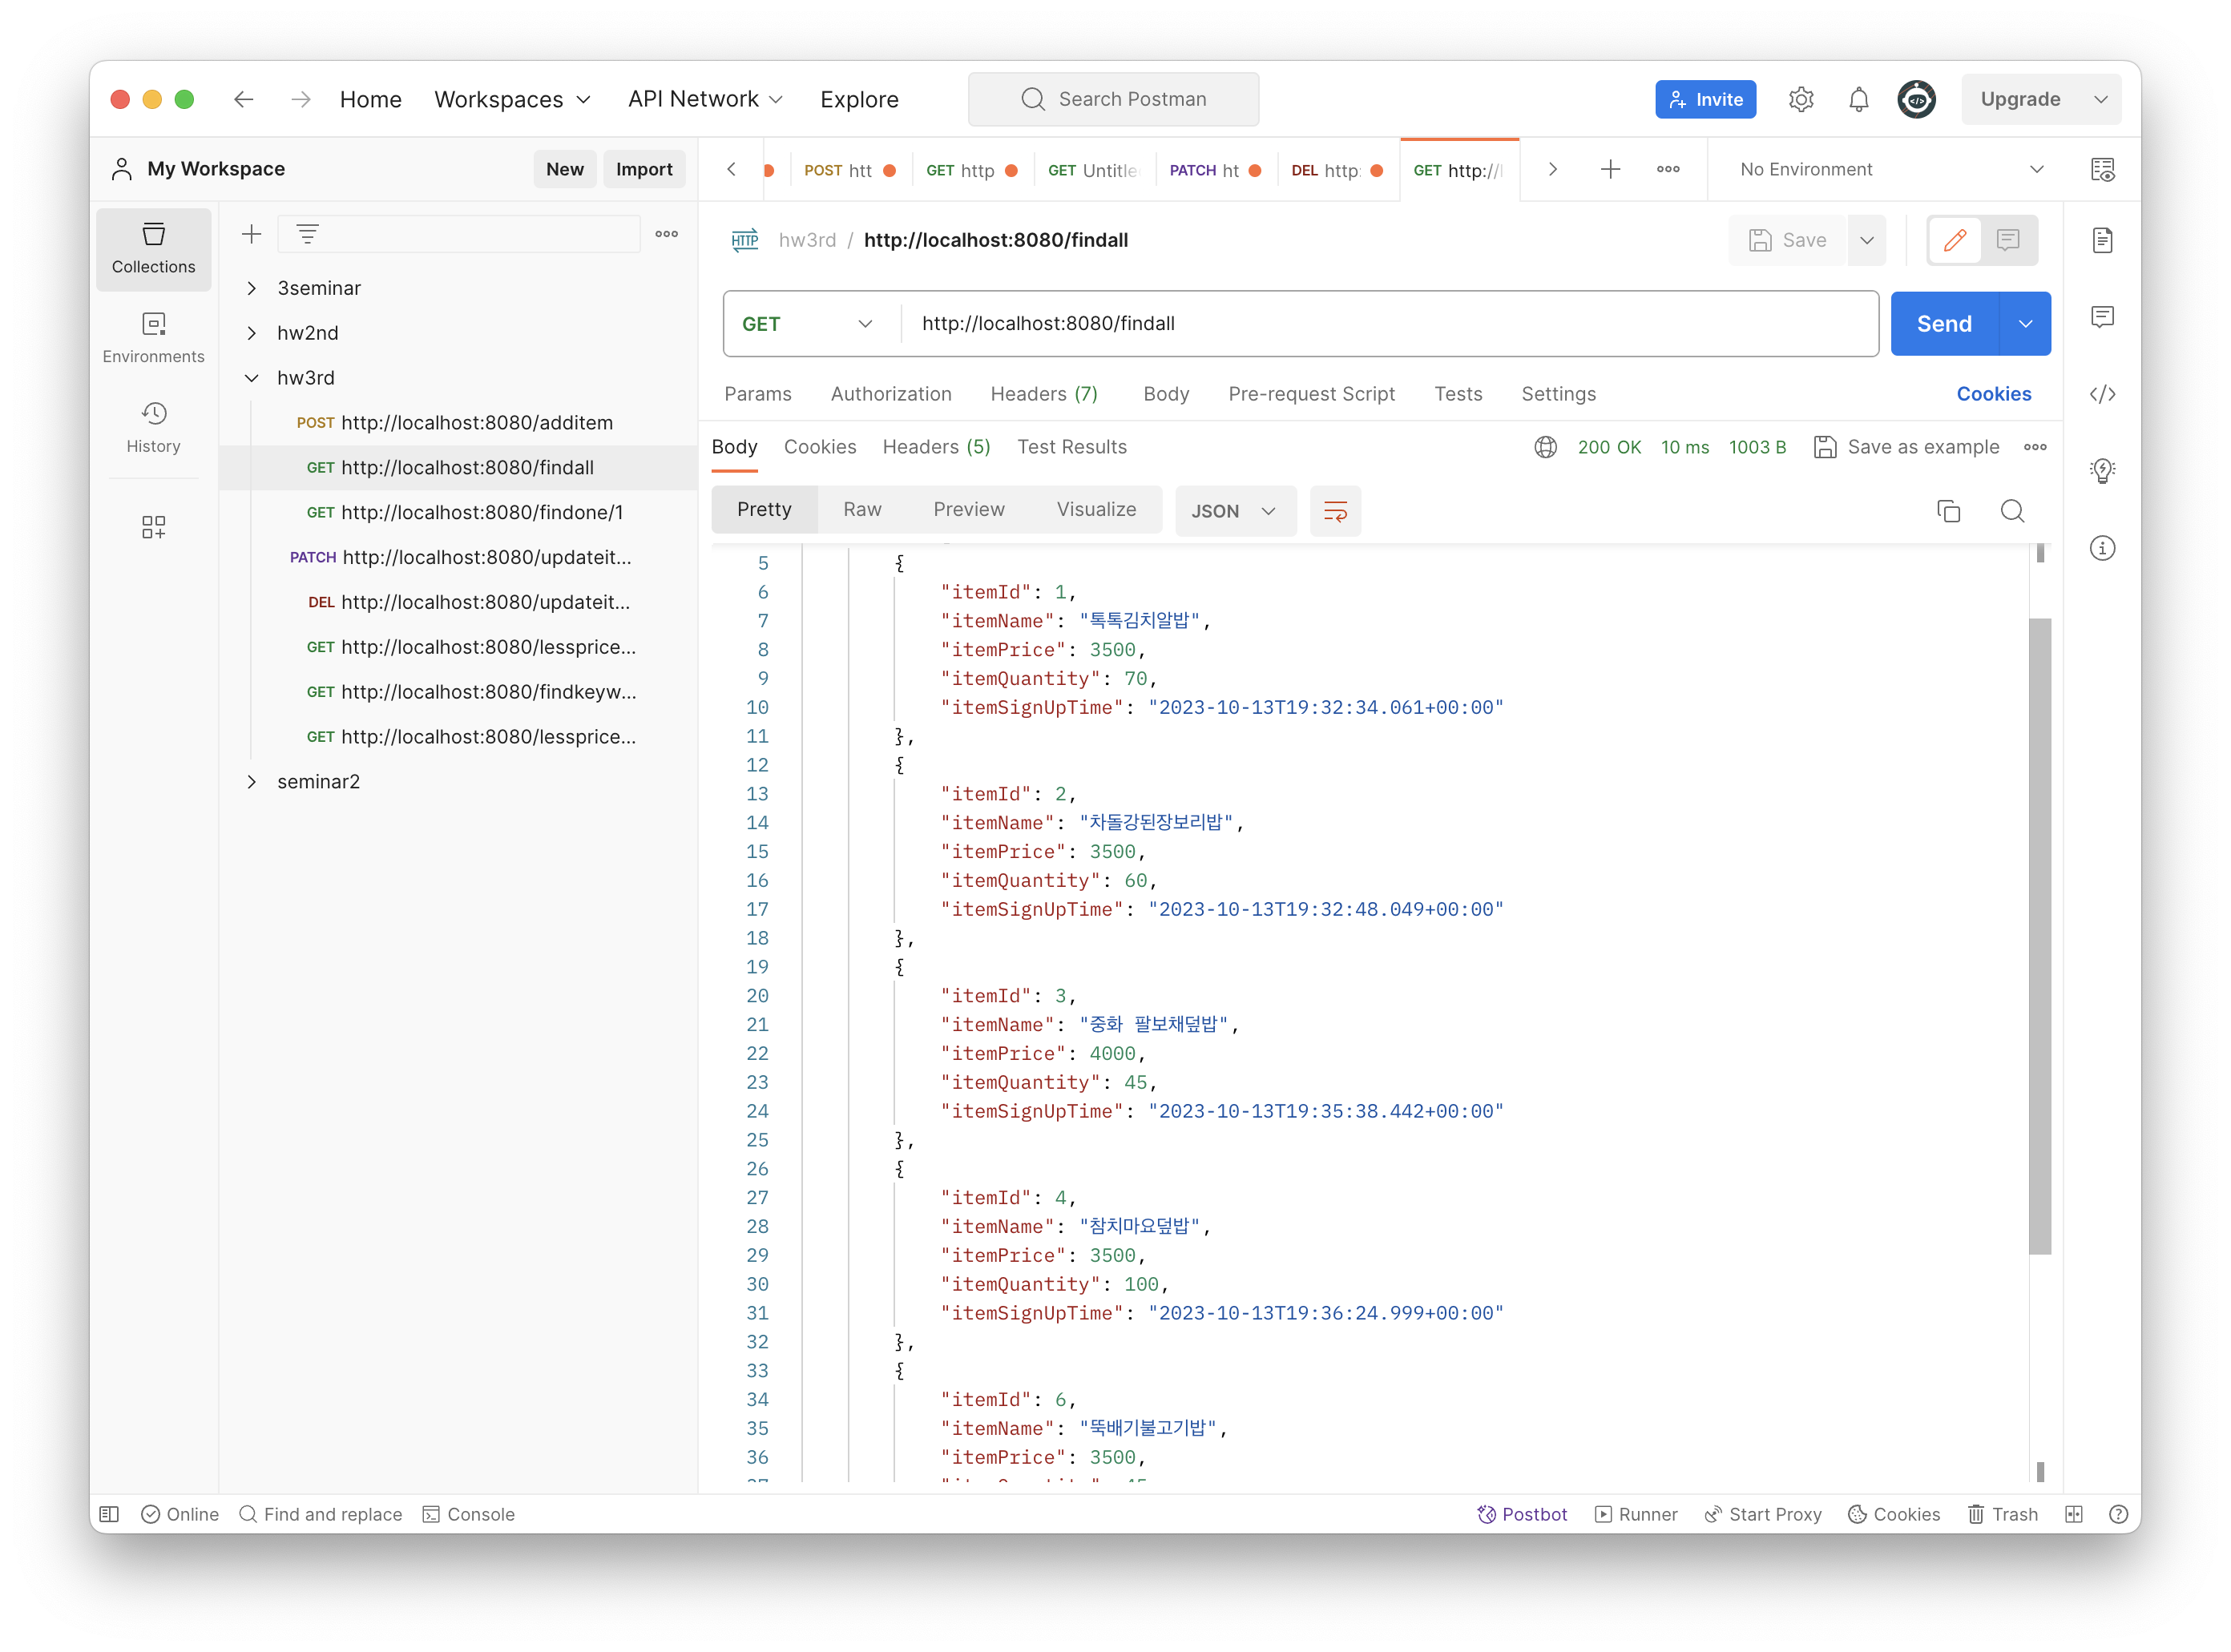 Home Workspaces API Network Explore Search Postman Invite Upgrade
My Workspace New Import
POST htt GET http GET Untitle PATCH ht DEL http: GET http:// No Environment
Collections
Environments
History
3seminar
hw2nd
hw3rd
POST http://localhost:8080/additem
GET http://localhost:8080/findall
GET http://localhost:8080/findone/1
PATCH http://localhost:8080/updateit...
DEL http://localhost:8080/updateit...
GET http://localhost:8080/lessprice...
GET http://localhost:8080/findkeyw...
GET http://localhost:8080/lessprice...
seminar2
HTTP hw3rd / http://localhost:8080/findall Save
GET http://localhost:8080/findall Send
Params Authorization Headers (7) Body Pre-request Script Tests Settings Cookies
Body Cookies Headers (5) Test Results 200 OK 10 ms 1003 B Save as example
Pretty Raw Preview Visualize JSON
5 {
6 "itemId": 1,
7 "itemName": "톡톡김치알밥",
8 "itemPrice": 3500,
9 "itemQuantity": 70,
10 "itemSignUpTime": "2023-10-13T19:32:34.061+00:00"
11 },
12 {
13 "itemId": 2,
14 "itemName": "차돌강된장보리밥",
15 "itemPrice": 3500,
16 "itemQuantity": 60,
17 "itemSignUpTime": "2023-10-13T19:32:48.049+00:00"
18 },
19 {
20 "itemId": 3,
21 "itemName": "중화 팔보채덮밥",
22 "itemPrice": 4000,
23 "itemQuantity": 45,
24 "itemSignUpTime": "2023-10-13T19:35:38.442+00:00"
25 },
26 {
27 "itemId": 4,
28 "itemName": "참치마요덮밥",
29 "itemPrice": 3500,
30 "itemQuantity": 100,
31 "itemSignUpTime": "2023-10-13T19:36:24.999+00:00"
32 },
33 {
34 "itemId": 6,
35 "itemName": "뚝배기불고기밥",
36 "itemPrice": 3500,
Online Find and replace Console Postbot Runner Start Proxy Cookies Trash